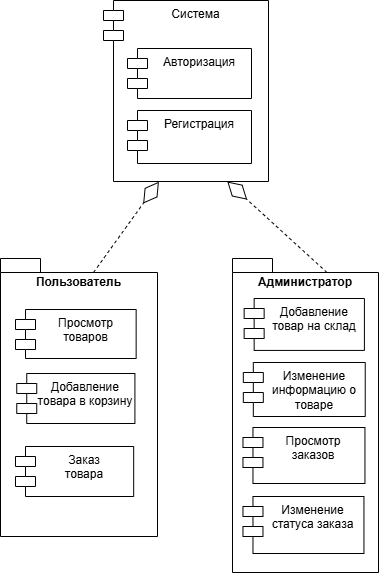 Система
Авторизация
Регистрация
Пользователь
Просмотр
товаров
Добавление
товара в корзину
Заказ
товара
Администратор
Добавление
товар на склад
Изменение
информацию о
товаре
Просмотр
заказов
Изменение
статуса заказа